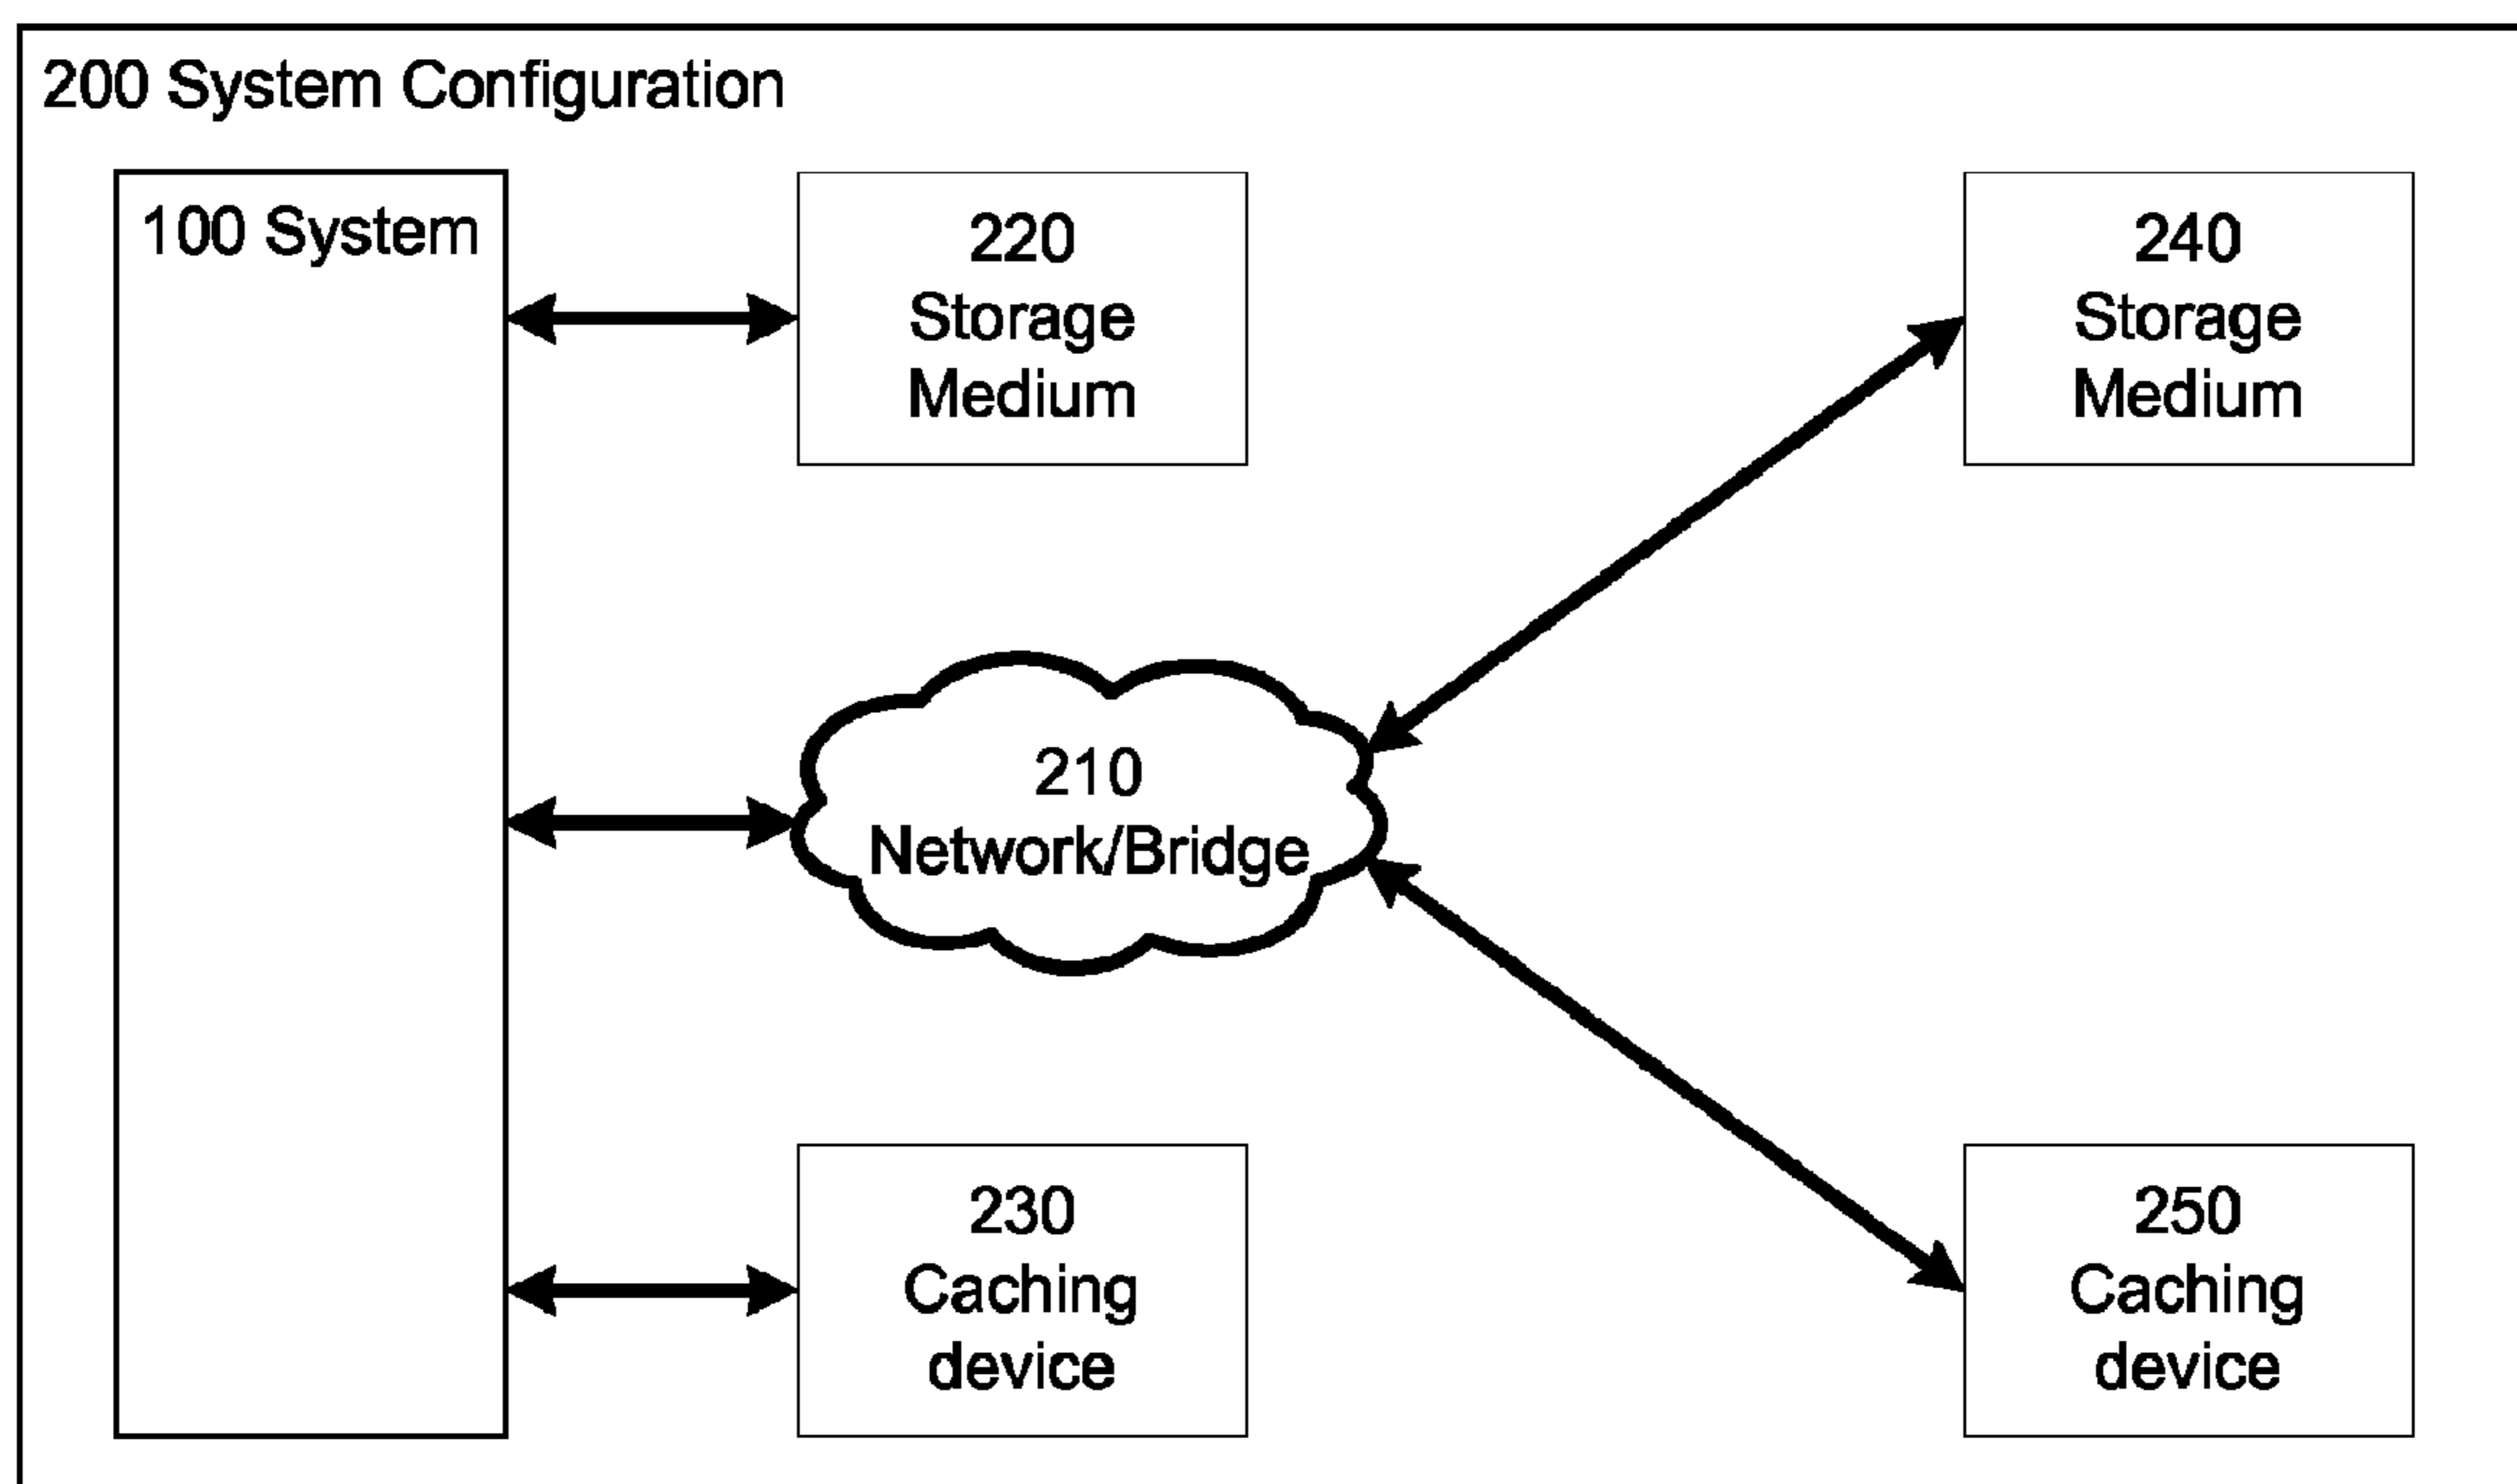 200 System Configuration
100 System
220
Storage
Medium
240
Storage
Medium
210
Network/Bridge
230
Caching
device
250
Caching
device